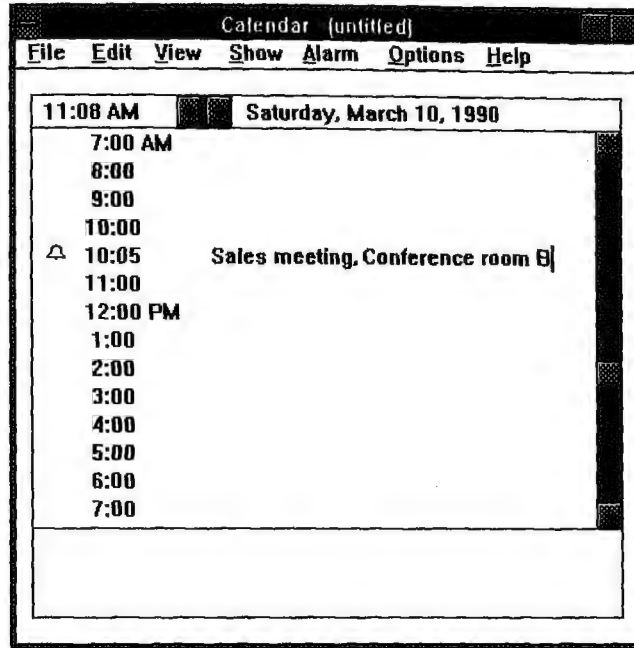 Calendar (untitled)
File Edit View Show Alarm Options Help
11:08 AM Saturday, March 10, 1990
7:00 AM
8:00
9:00
10:00
10:05 Sales meeting, Conference room B
11:00
12:00 PM
1:00
2:00
3:00
4:00
5:00
6:00
7:00